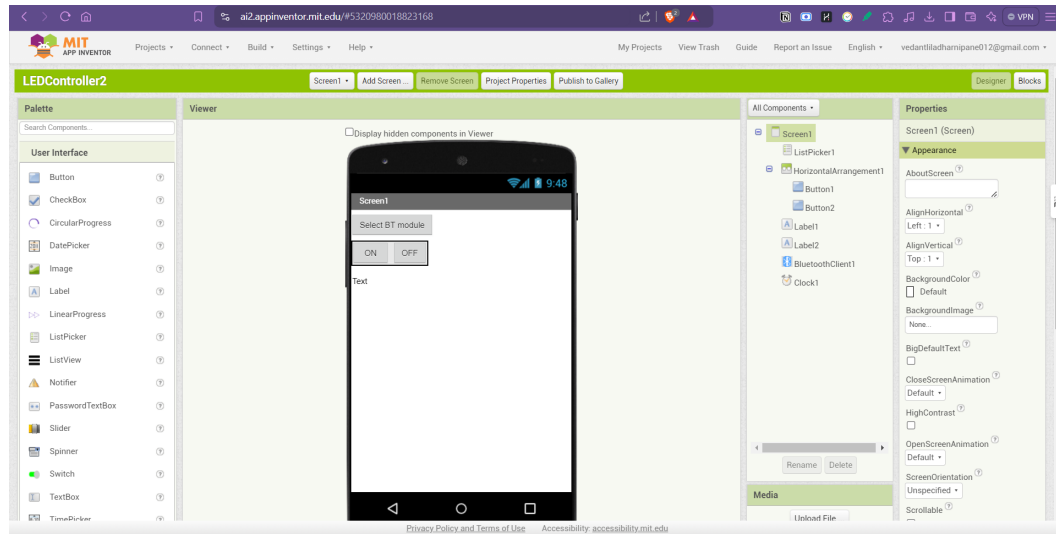 ai2.appinventor.mit.edu/#5320980018823168
VPN
MIT
APP INVENTOR
Projects
Connect
Build
Settings
Help
My Projects
View Trash
Guide
Report an Issue
English
vedantliladharnipane012@gmail.com
LEDController2
Screen1
Add Screen ...
Remove Screen
Project Properties
Publish to Gallery
Designer
Blocks
Palette
Search Components...
User Interface
Button
CheckBox
CircularProgress
DatePicker
Image
Label
LinearProgress
ListPicker
ListView
Notifier
PasswordTextBox
Slider
Spinner
Switch
TextBox
TimePicker
Viewer
Display hidden components in Viewer
9:48
Screen1
Select BT module
ON OFF
Text
All Components
Screen1
ListPicker1
HorizontalArrangement1
Button1
Button2
Label1
Label2
BluetoothClient1
Clock1
Rename Delete
Media
Upload File ...
Properties
Screen1 (Screen)
Appearance
AboutScreen
AlignHorizontal
Left : 1
AlignVertical
Top : 1
BackgroundColor
Default
BackgroundImage
None...
BigDefaultText
CloseScreenAnimation
Default
HighContrast
OpenScreenAnimation
Default
ScreenOrientation
Unspecified
Scrollable
Privacy Policy and Terms of Use
Accessibility: accessibility.mit.edu